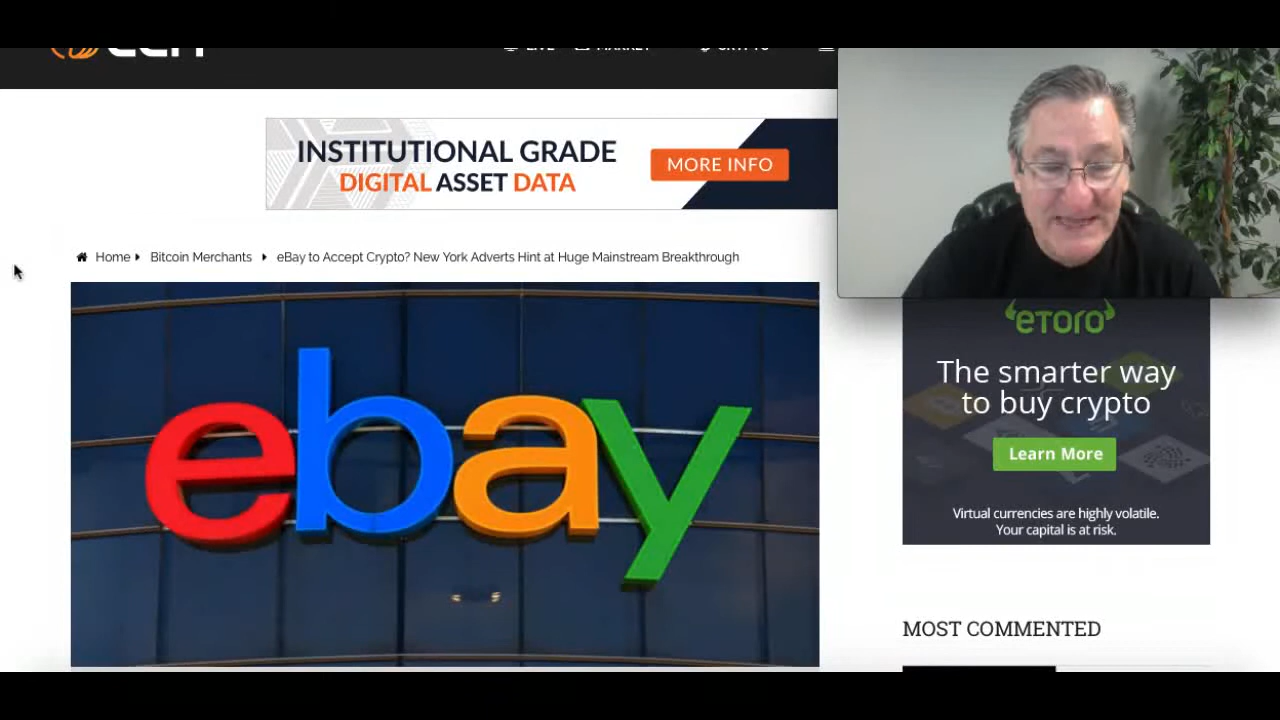 LIVE
INSTITUTIONAL GRADE
DIGITAL ASSET DATA
MORE INFO
Home Bitcoin Merchants eBay to Accept Crypto? New York Adverts Hint at Huge Mainstream Breakthrough
ebay
eToro
The smarter way
to buy crypto
Learn More
Virtual currencies are highly volatile.
Your capital is at risk.
MOST COMMENTED